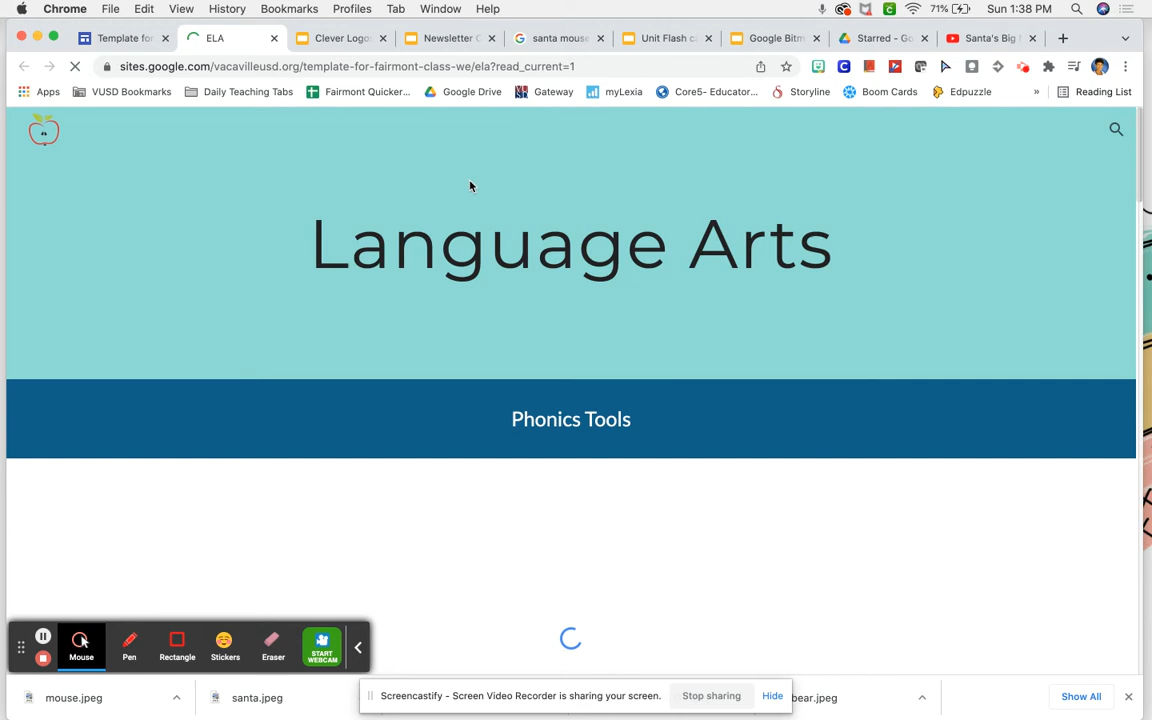 Chrome File Edit View History Bookmarks Profiles Tab Window Help 71% Sun 1:38 PM
Template for ELA Clever Logo Newsletter santa mouse Unit Flash c Google Bitm Starred - Go Santa's Big
sites.google.com/vacavilleusd.org/template-for-fairmont-class-we/ela?read_current=1
Apps VUSD Bookmarks Daily Teaching Tabs Fairmont Quicker... Google Drive Gateway myLexia Core5- Educator... Storyline Boom Cards Edpuzzle » Reading List
Language Arts
Phonics Tools
Mouse Pen Rectangle Stickers Eraser START WEBCAM
mouse.jpeg santa.jpeg Screencastify - Screen Video Recorder is sharing your screen. Stop sharing Hide bear.jpeg Show All